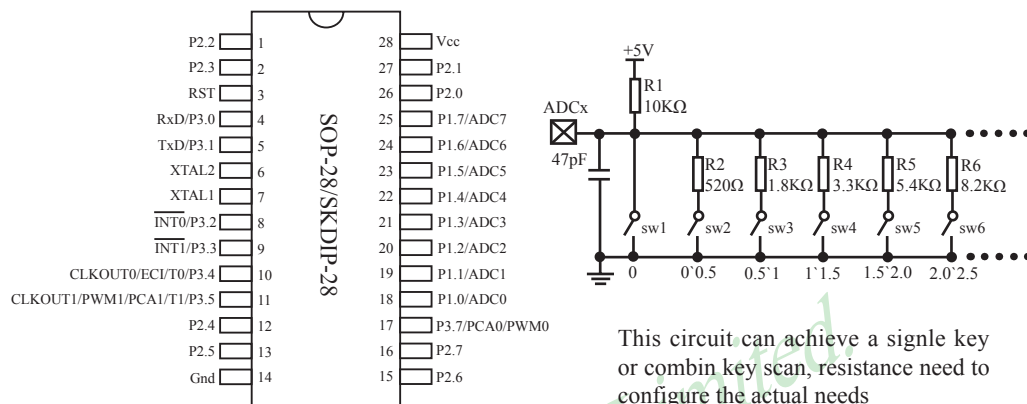 P2.2 1
P2.3 2
RST 3
RxD/P3.0 4
TxD/P3.1 5
XTAL2 6
XTAL1 7
INT0/P3.2 8
INT1/P3.3 9
CLKOUT0/ECI/T0/P3.4 10
CLKOUT1/PWM1/PCA1/T1/P3.5 11
P2.4 12
P2.5 13
Gnd 14
SOP-28/SKDIP-28
28 Vcc
27 P2.1
26 P2.0
25 P1.7/ADC7
24 P1.6/ADC6
23 P1.5/ADC5
22 P1.4/ADC4
21 P1.3/ADC3
20 P1.2/ADC2
19 P1.1/ADC1
18 P1.0/ADC0
17 P3.7/PCA0/PWM0
16 P2.7
15 P2.6
+5V
R1
10KΩ
ADCx
47pF
R2 R3 R4 R5 R6
520Ω 1.8KΩ 3.3KΩ 5.4KΩ 8.2KΩ
sw1 sw2 sw3 sw4 sw5 sw6
0 0`0.5 0.5`1 1`1.5 1.5`2.0 2.0`2.5
This circuit can achieve a signle key
or combin key scan, resistance need to
configure the actual needs
imited.